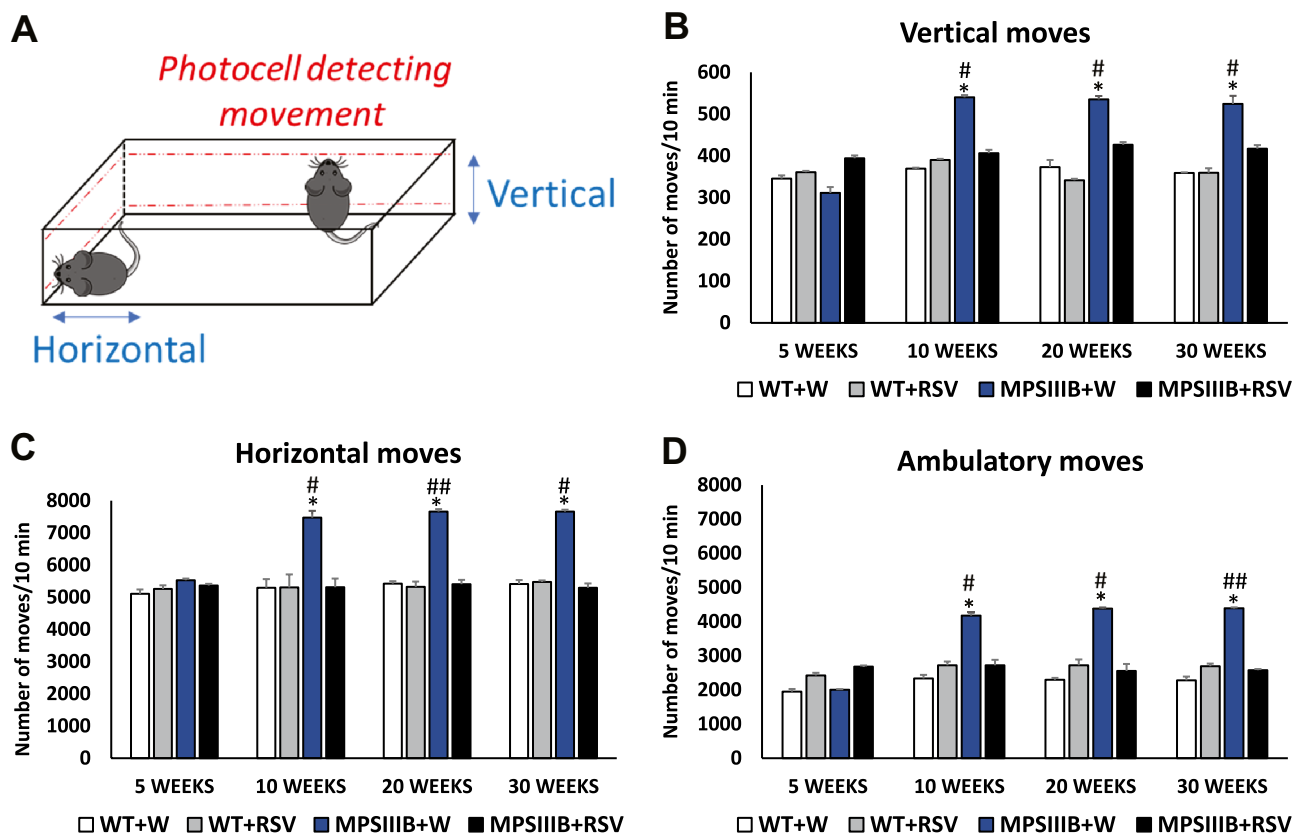 A
Photocell detecting
movement
Vertical
Horizontal
B
Vertical moves
Number of moves/10 min
600
500
400
300
200
100
0
# # #
* * *
5 WEEKS 10 WEEKS 20 WEEKS 30 WEEKS
WT+W WT+RSV MPSIIIB+W MPSIIIB+RSV
C
Horizontal moves
Number of moves/10 min
8000
7000
6000
5000
4000
3000
2000
1000
0
# ## #
* * *
5 WEEKS 10 WEEKS 20 WEEKS 30 WEEKS
WT+W WT+RSV MPSIIIB+W MPSIIIB+RSV
D
Ambulatory moves
Number of moves/10 min
8000
7000
6000
5000
4000
3000
2000
1000
0
# # ##
* * *
5 WEEKS 10 WEEKS 20 WEEKS 30 WEEKS
WT+W WT+RSV MPSIIIB+W MPSIIIB+RSV